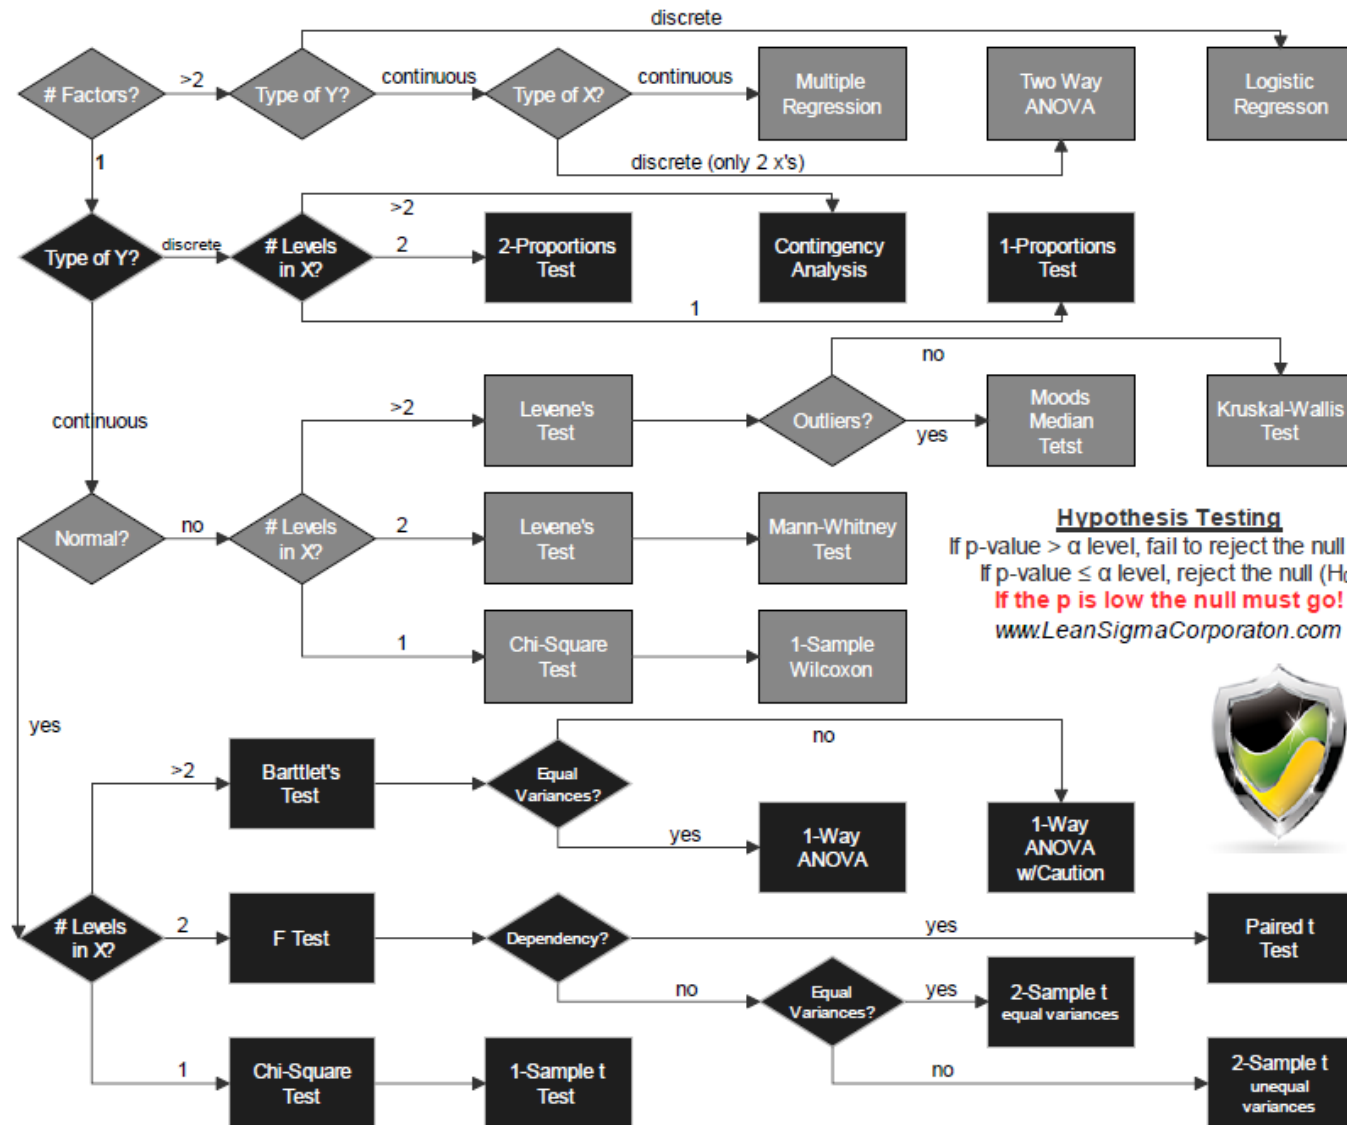 discrete
# Factors?
>2
Type of Y?
continuous
Type of X?
continuous
Multiple
Regression
Two Way
ANOVA
Logistic
Regresson
1
discrete (only 2 x's)
>2
Type of Y?
discrete
# Levels
in X?
2
2-Proportions
Test
Contingency
Analysis
1-Proportions
Test
1
no
continuous
>2
Levene's
Test
Outliers?
yes
Moods
Median
Tetst
Kruskal-Wallis
Test
Normal?
no
# Levels
in X?
2
Levene's
Test
Mann-Whitney
Test
1
Chi-Square
Test
1-Sample
Wilcoxon
Hypothesis Testing
If p-value > α level, fail to reject the null
If p-value ≤ α level, reject the null (H₀
If the p is low the null must go!
www.LeanSigmaCorporaton.com
yes
>2
Barttlet's
Test
Equal
Variances?
no
yes
1-Way
ANOVA
1-Way
ANOVA
w/Caution
# Levels
in X?
2
F Test
Dependency?
yes
Paired t
Test
no
Equal
Variances?
yes
2-Sample t
equal variances
1
Chi-Square
Test
1-Sample t
Test
no
2-Sample t
unequal
variances